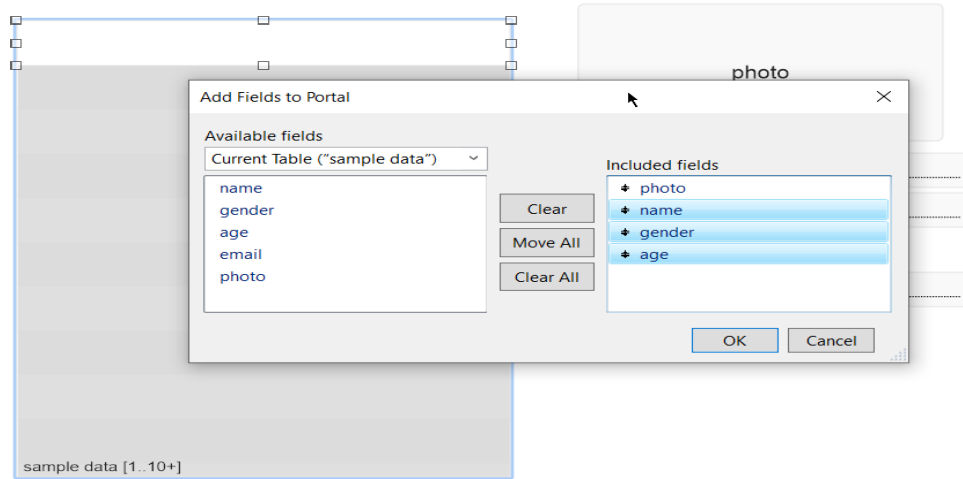 photo
Add Fields to Portal
Available fields
Current Table ("sample data")
name
gender
age
email
photo
Clear
Move All
Clear All
Included fields
photo
name
gender
age
OK
Cancel
sample data [1..10+]